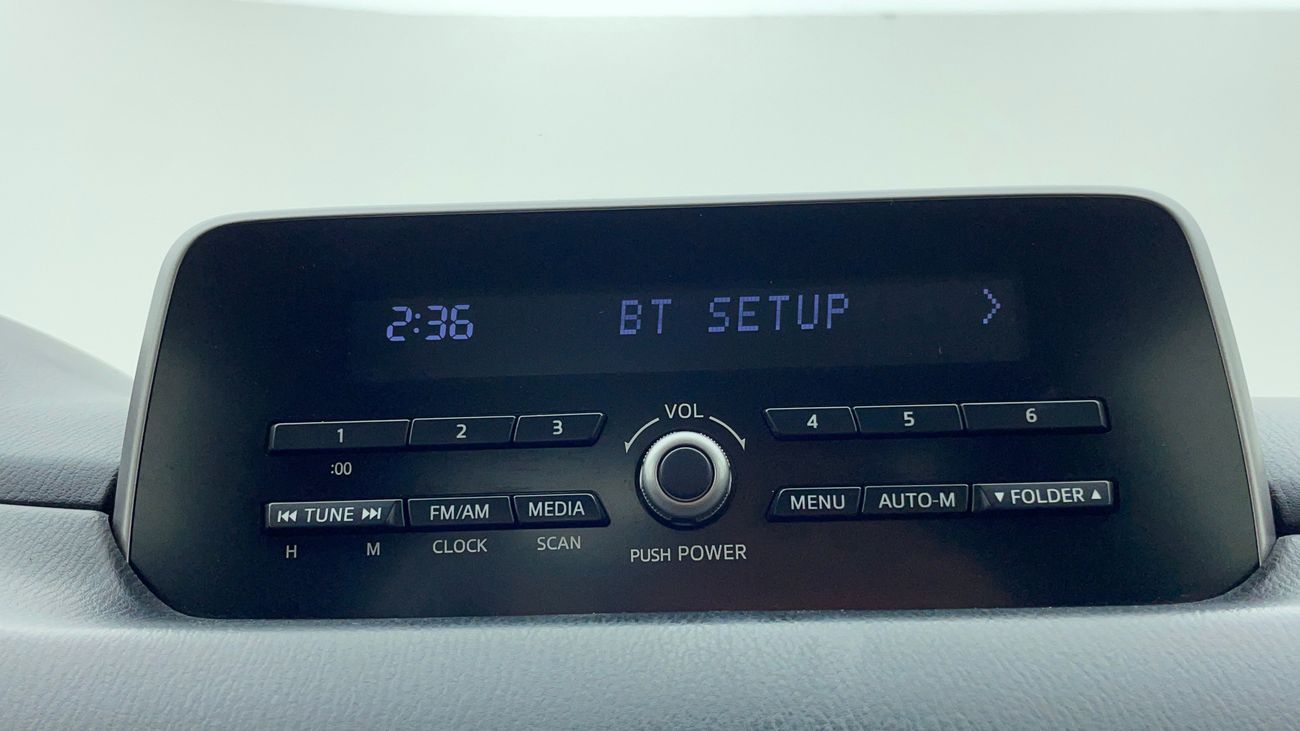 2:36 BT SETUP >
VOL
1 2 3 4 5 6
:00
⏮ TUNE ⏭ FM/AM MEDIA MENU AUTO-M ▼ FOLDER ▲
H M CLOCK SCAN PUSH POWER